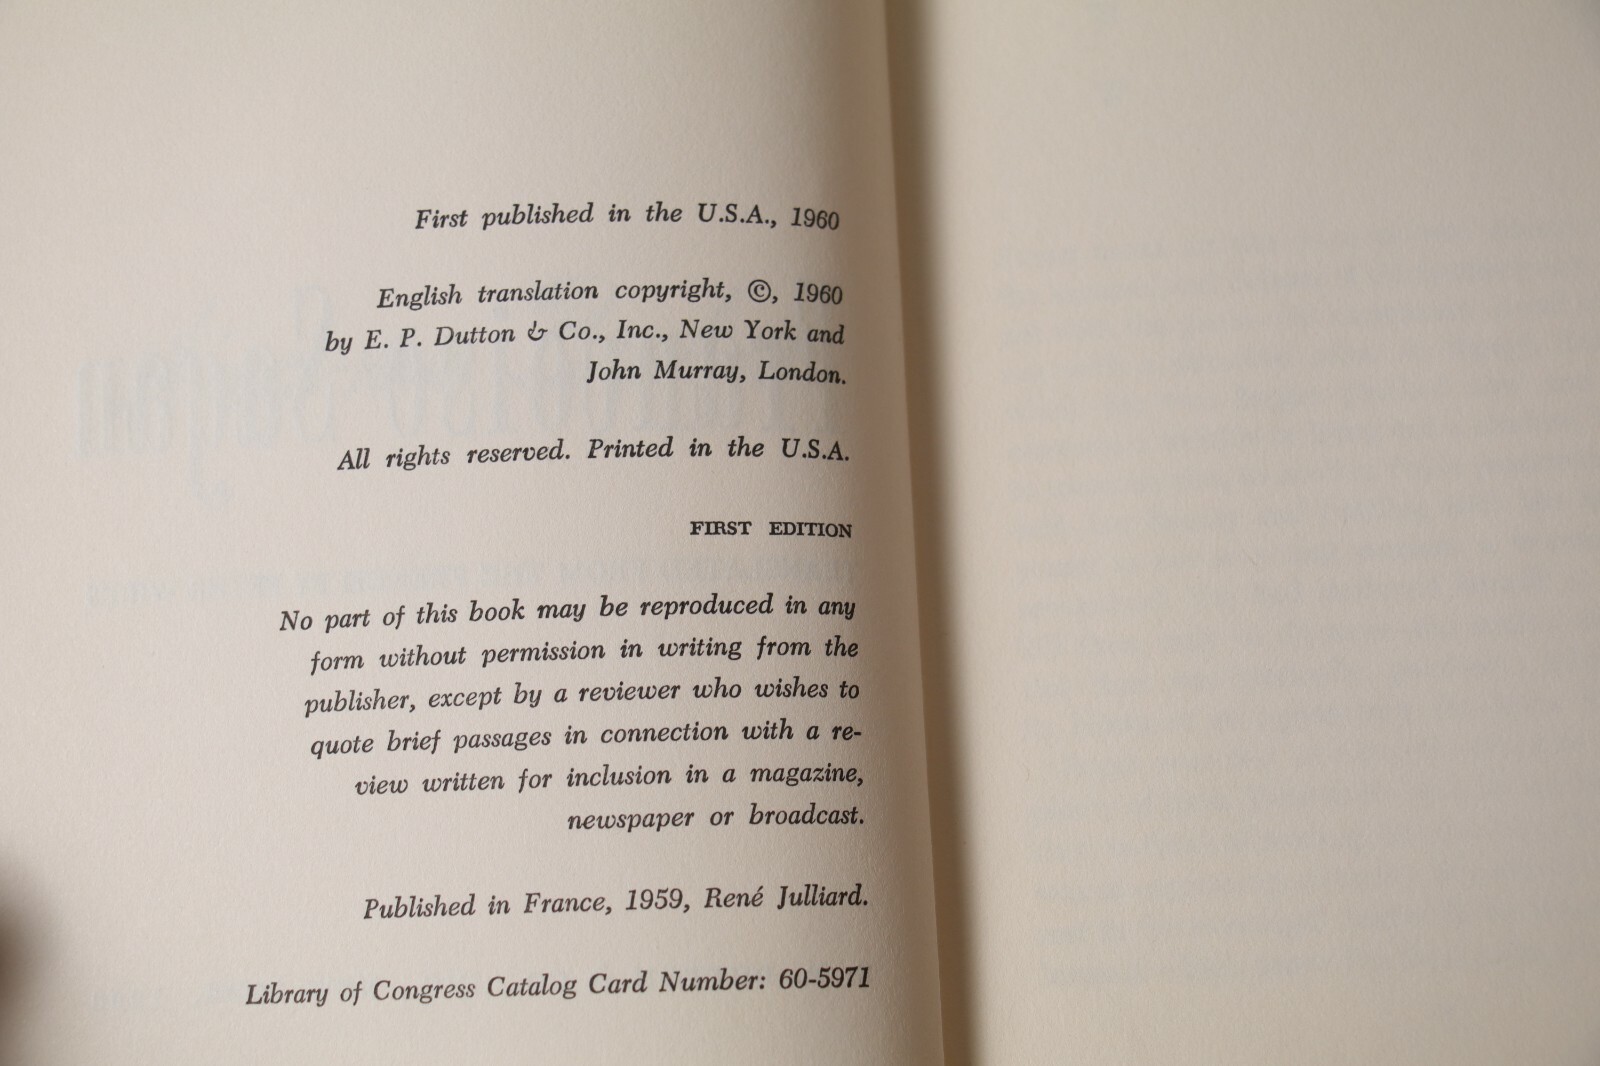 First published in the U.S.A., 1960
English translation copyright, ©, 1960
by E. P. Dutton & Co., Inc., New York and
John Murray, London.
All rights reserved. Printed in the U.S.A.
FIRST EDITION
No part of this book may be reproduced in any
form without permission in writing from the
publisher, except by a reviewer who wishes to
quote brief passages in connection with a re-
view written for inclusion in a magazine,
newspaper or broadcast.
Published in France, 1959, René Julliard.
Library of Congress Catalog Card Number: 60-5971